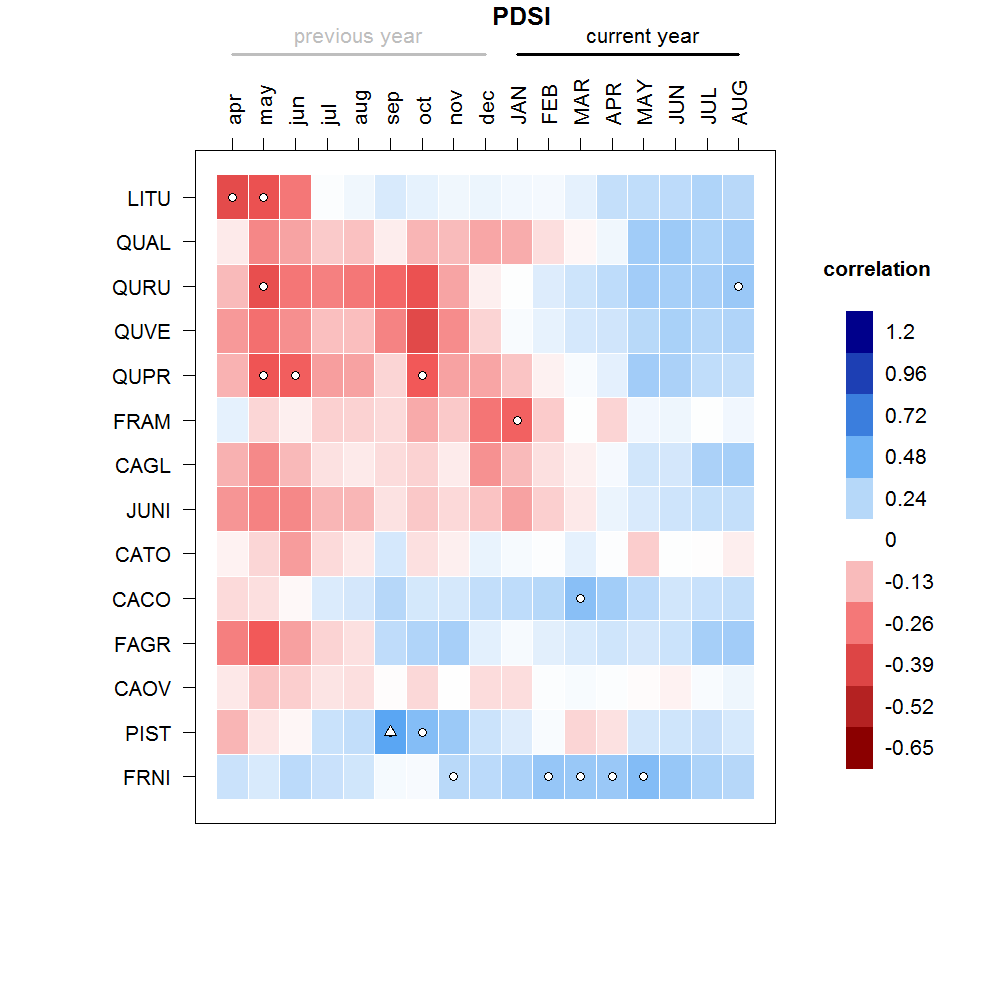 PDSI
previous year
current year
apr
may
jun
jul
aug
sep
oct
nov
dec
JAN
FEB
MAR
APR
MAY
JUN
JUL
AUG
LITU
QUAL
QURU
QUVE
QUPR
FRAM
CAGL
JUNI
CATO
CACO
FAGR
CAOV
PIST
FRNI
correlation
1.2
0.96
0.72
0.48
0.24
0
-0.13
-0.26
-0.39
-0.52
-0.65